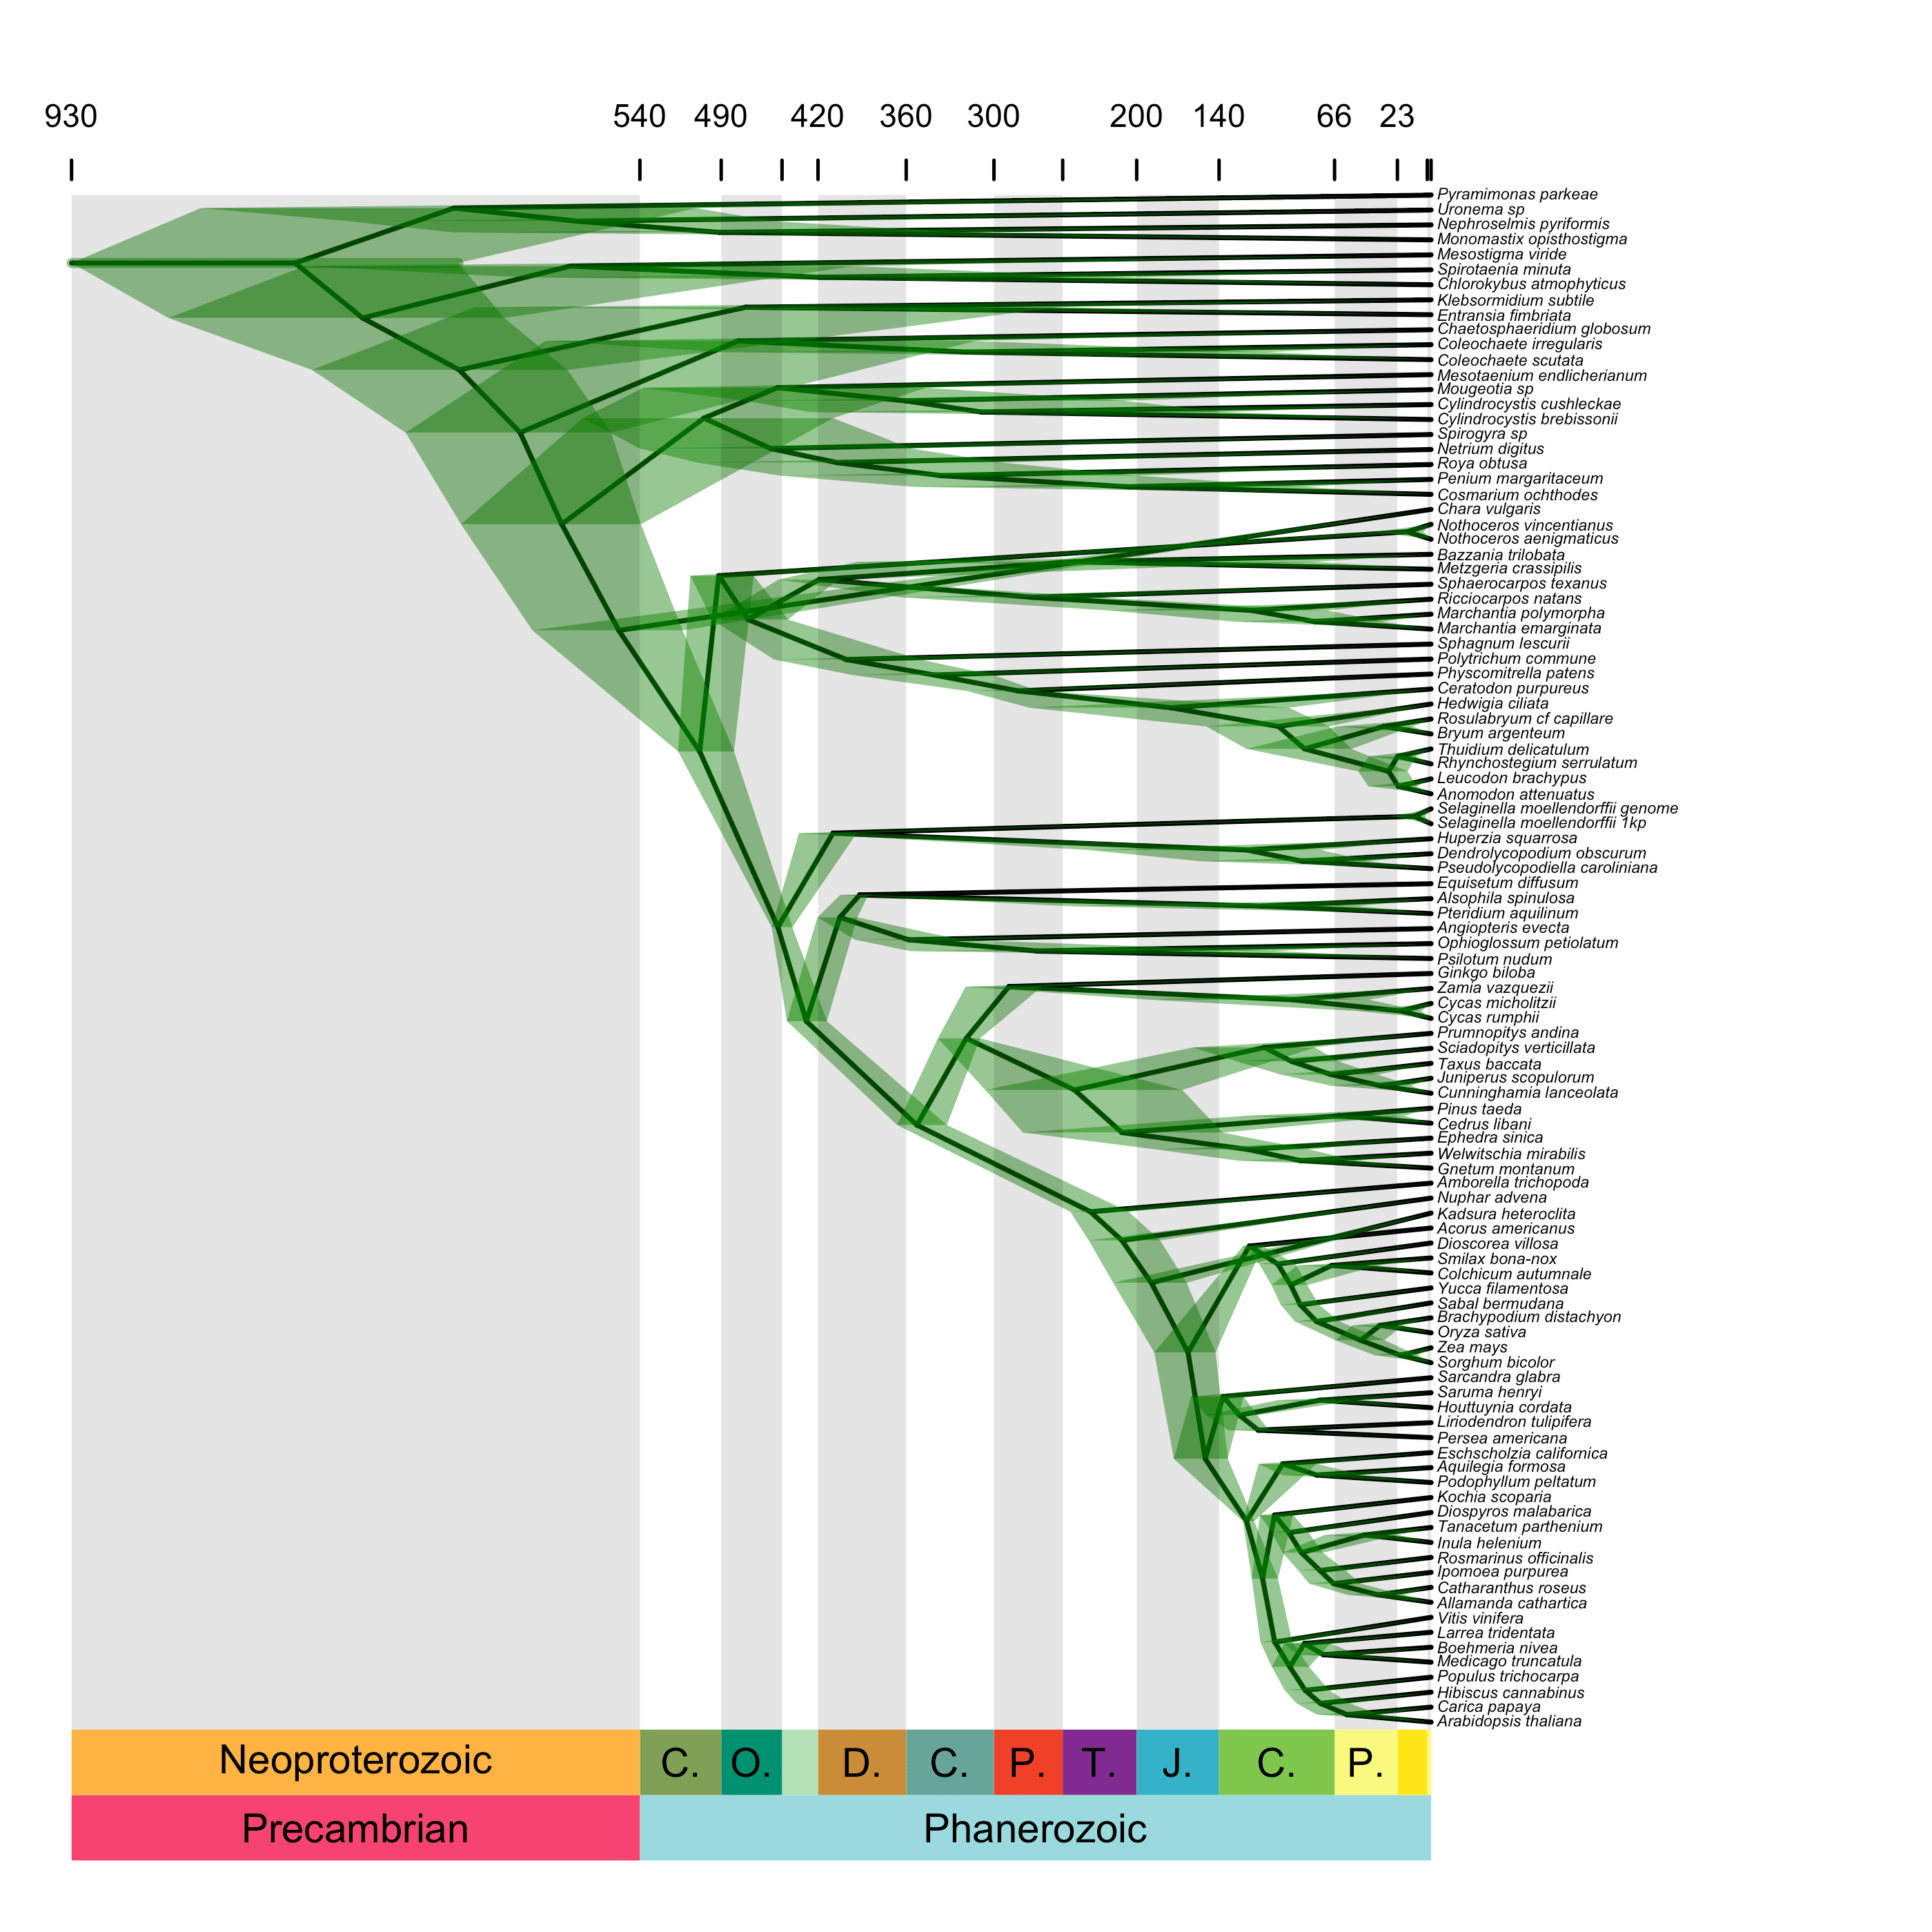 930 540 490 420 360 300 200 140 66 23
Pyramimonas parkeae
Uronema sp
Nephroselmis pyriformis
Monomastix opisthostigma
Mesostigma viride
Spirotaenia minuta
Chlorokybus atmophyticus
Klebsormidium subtile
Entransia fimbriata
Chaetosphaeridium globosum
Coleochaete irregularis
Coleochaete scutata
Mesotaenium endlicherianum
Mougeotia sp
Cylindrocystis cushleckae
Cylindrocystis brebissonii
Spirogyra sp
Netrium digitus
Roya obtusa
Penium margaritaceum
Cosmarium ochthodes
Chara vulgaris
Nothoceros vincentianus
Nothoceros aenigmaticus
Bazzania trilobata
Metzgeria crassipilis
Sphaerocarpos texanus
Ricciocarpos natans
Marchantia polymorpha
Marchantia emarginata
Sphagnum lescurii
Polytrichum commune
Physcomitrella patens
Ceratodon purpureus
Hedwigia ciliata
Rosulabryum cf capillare
Bryum argenteum
Thuidium delicatulum
Rhynchostegium serrulatum
Leucodon brachypus
Anomodon attenuatus
Selaginella moellendorffii genome
Selaginella moellendorffii 1kp
Huperzia squarrosa
Dendrolycopodium obscurum
Pseudolycopodiella caroliniana
Equisetum diffusum
Alsophila spinulosa
Pteridium aquilinum
Angiopteris evecta
Ophioglossum petiolatum
Psilotum nudum
Ginkgo biloba
Zamia vazquezii
Cycas micholitzii
Cycas rumphii
Prumnopitys andina
Sciadopitys verticillata
Taxus baccata
Juniperus scopulorum
Cunninghamia lanceolata
Pinus taeda
Cedrus libani
Ephedra sinica
Welwitschia mirabilis
Gnetum montanum
Amborella trichopoda
Nuphar advena
Kadsura heteroclita
Acorus americanus
Dioscorea villosa
Smilax bona-nox
Colchicum autumnale
Yucca filamentosa
Sabal bermudana
Brachypodium distachyon
Oryza sativa
Zea mays
Sorghum bicolor
Sarcandra glabra
Saruma henryi
Houttuynia cordata
Liriodendron tulipifera
Persea americana
Eschscholzia californica
Aquilegia formosa
Podophyllum peltatum
Kochia scoparia
Diospyros malabarica
Tanacetum parthenium
Inula helenium
Rosmarinus officinalis
Ipomoea purpurea
Catharanthus roseus
Allamanda cathartica
Vitis vinifera
Larrea tridentata
Boehmeria nivea
Medicago truncatula
Populus trichocarpa
Hibiscus cannabinus
Carica papaya
Arabidopsis thaliana
Neoproterozoic C. O. D. C. P. T. J. C. P.
Precambrian Phanerozoic